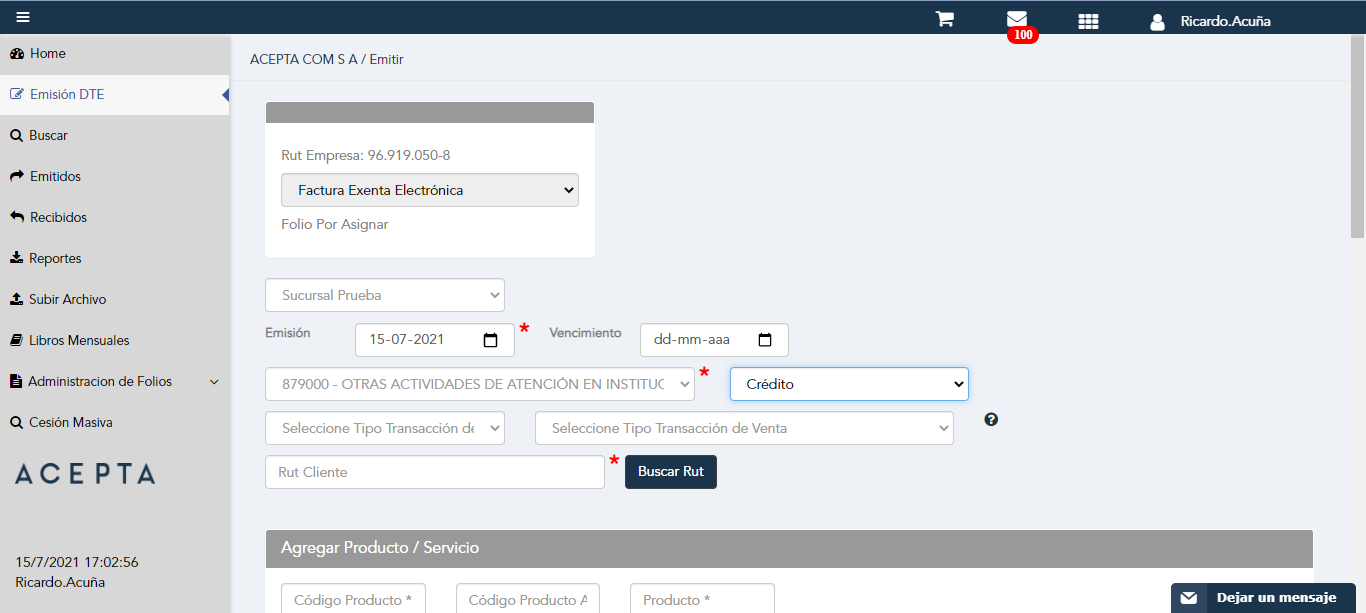 Ricardo.Acuña
100
Home
Emisión DTE
Buscar
Emitidos
Recibidos
Reportes
Subir Archivo
Libros Mensuales
Administracion de Folios
Cesión Masiva
ACEPTA
15/7/2021 17:02:56
Ricardo.Acuña
ACEPTA COM S A / Emitir
Rut Empresa: 96.919.050-8
Factura Exenta Electrónica
Folio Por Asignar
Sucursal Prueba
Emisión 15-07-2021 * Vencimiento dd-mm-aaa
879000 - OTRAS ACTIVIDADES DE ATENCIÓN EN INSTITUC * Crédito
Seleccione Tipo Transacción de Seleccione Tipo Transacción de Venta ?
Rut Cliente * Buscar Rut
Agregar Producto / Servicio
Código Producto * Código Producto A Producto *
Dejar un mensaje